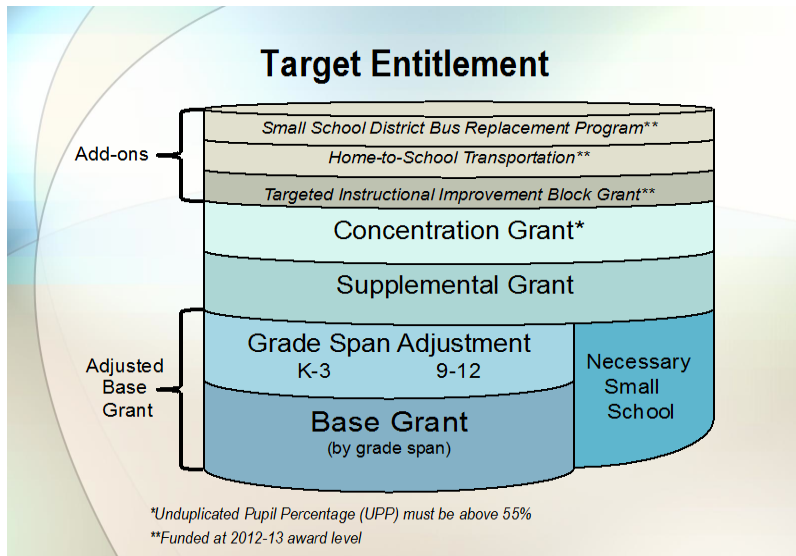 Target Entitlement
Add-ons
Small School District Bus Replacement Program**
Home-to-School Transportation**
Targeted Instructional Improvement Block Grant**
Concentration Grant*
Supplemental Grant
Adjusted
Base
Grant
Grade Span Adjustment
K-3 9-12
Base Grant
(by grade span)
Necessary
Small
School
*Unduplicated Pupil Percentage (UPP) must be above 55%
**Funded at 2012-13 award level